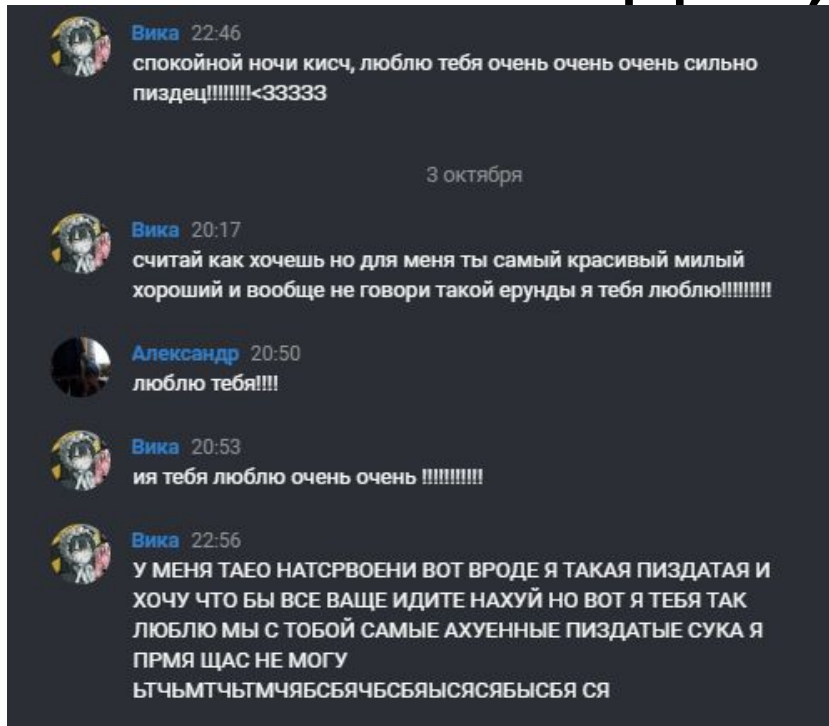 Вика 22:46
спокойной ночи кисч, люблю тебя очень очень очень сильно
пиздец!!!!!!!!<33333
3 октября
Вика 20:17
считай как хочешь но для меня ты самый красивый милый
хороший и вообще не говори такой ерунды я тебя люблю!!!!!!!!!
Александр 20:50
люблю тебя!!!!
Вика 20:53
ия тебя люблю очень очень !!!!!!!!!!!
Вика 22:56
У МЕНЯ ТАЕО НАТСРВОЕНИ ВОТ ВРОДЕ Я ТАКАЯ ПИЗДАТАЯ И
ХОЧУ ЧТО БЫ ВСЕ ВАЩЕ ИДИТЕ НАХУЙ НО ВОТ Я ТЕБЯ ТАК
ЛЮБЛЮ МЫ С ТОБОЙ САМЫЕ АХУЕННЫЕ ПИЗДАТЫЕ СУКА Я
ПРМЯ ЩАС НЕ МОГУ
ЬТЧЬМТЧЬТМЧЯБСБЯЧБСБЯЫСЯСЯБЫСБЯ СЯ